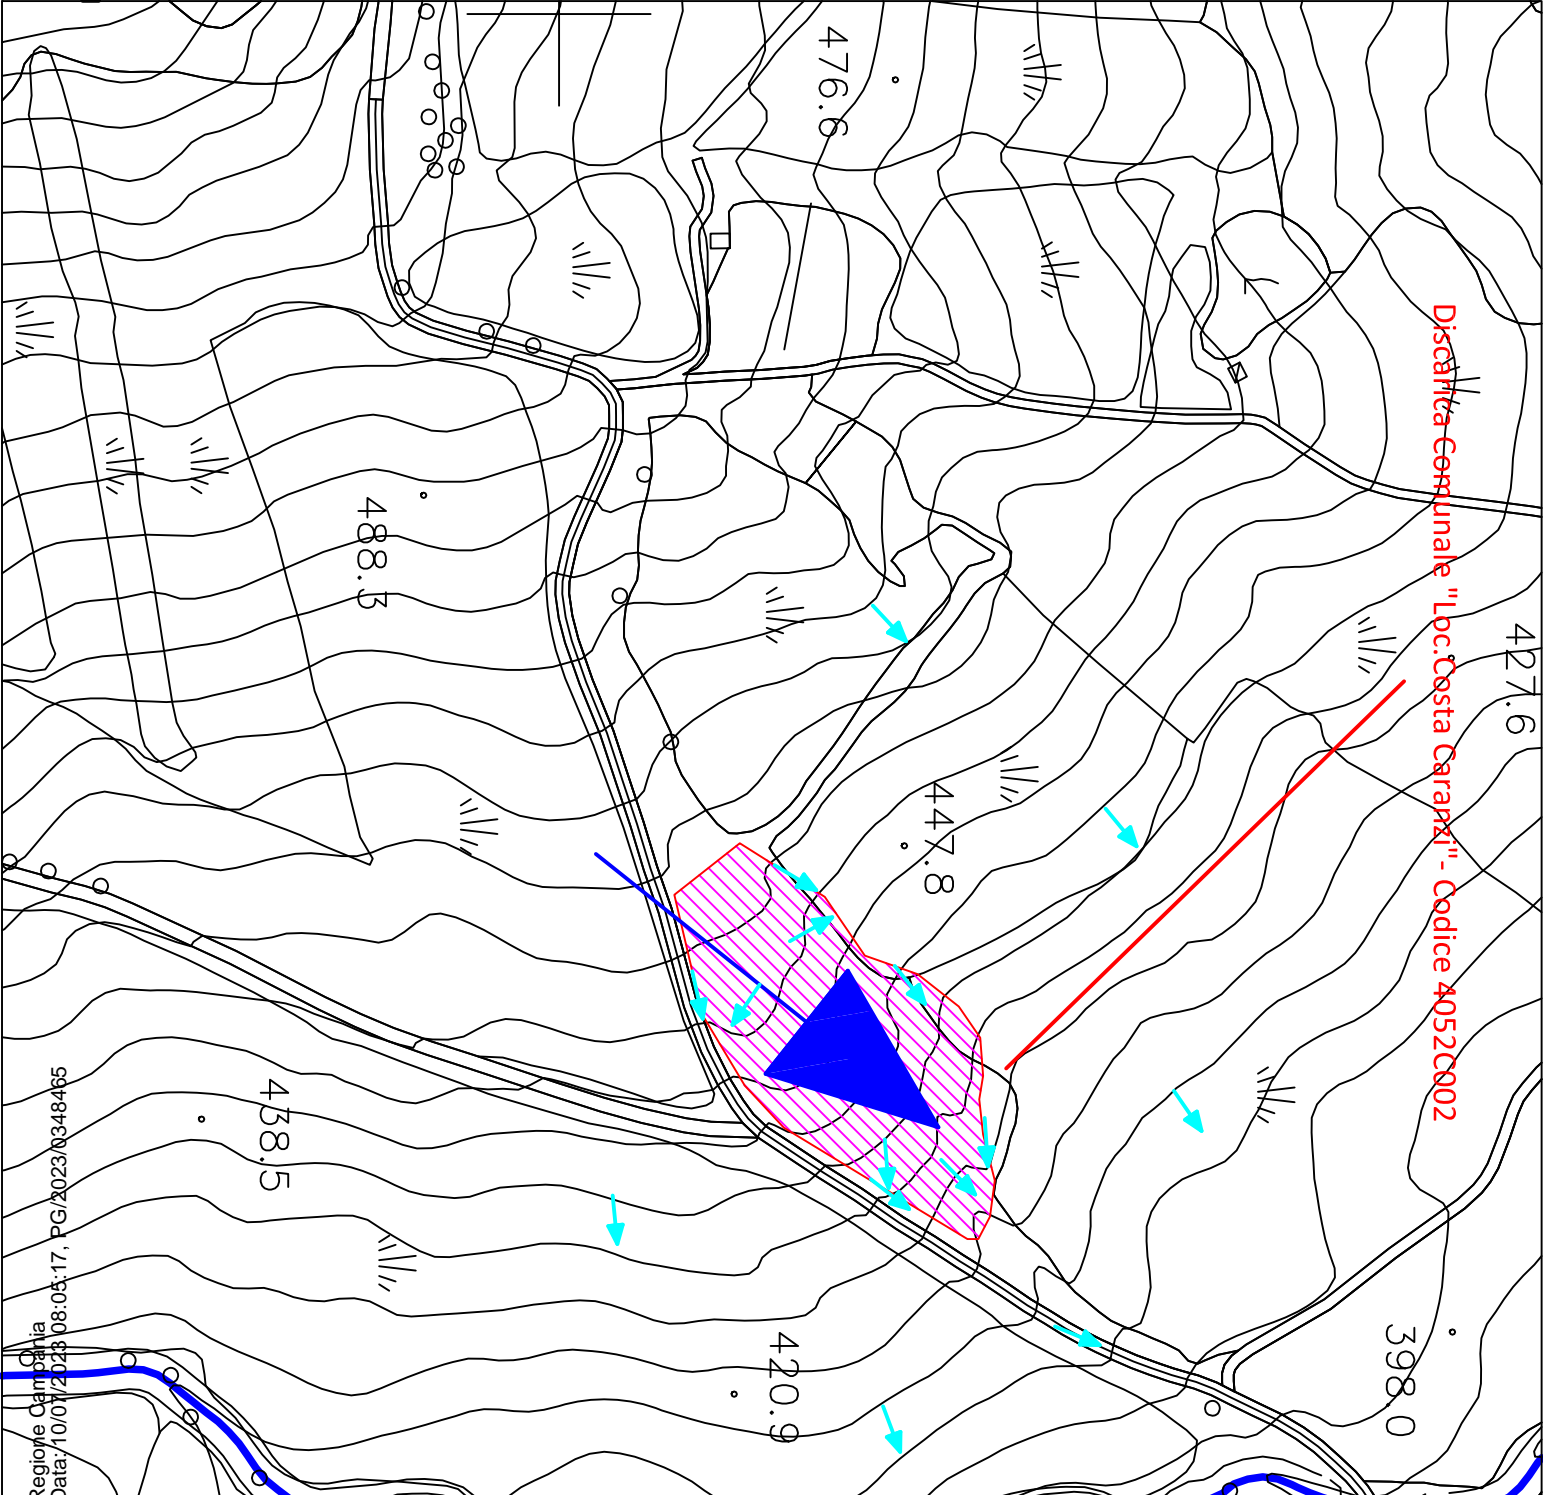 476.6
Discarica Comunale "Loc.Costa Caranzi" - Codice 4052C002
427.6
488.3
447.8
438.5
420.9
398.0
Regione Campania
Data: 10/07/2023 08:05:17, PG/2023/0348465